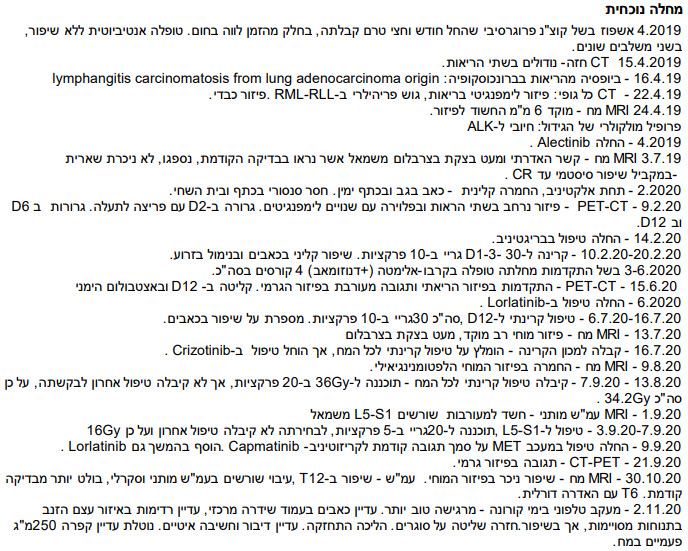 מחלה נוכחית
4.2019 אשפוז בשל קוצ"נ פרוגרסיבי שהחל חודש וחצי טרם קבלתה, בחלק מהזמן לווה בחום. טופלה אנטיביוטית ללא שיפור,
בשני משלבים שונים.
15.4.2019 CT חזה- נודולים בשתי הריאות.
16.4.19 - ביופסיה מהריאות בברונכוסקופיה: lymphangitis carcinomatosis from lung adenocarcinoma origin
22.4.19 - CT כל גופי: פיזור לימפנגיטי בריאות, גוש פריהילרי ב-RML-RLL. פיזור כבדי.
24.4.19 MRI מח - מוקד 6 מ"מ החשוד לפיזור.
פרופיל מולקולרי של הגידול: חיובי ל-ALK
4.2019 - החלה Alectinib .
3.7.19 MRI מח - קשר האדרתי ומעט בצקת בצרבלום משמאל אשר נראו בבדיקה הקודמת, נספגו, לא ניכרת שארית
-במקביל שיפור סיסטמי עד CR .
2.2020 - תחת אלקטיניב, החמרה קלינית - כאב בגב ובכתף ימין. חסר סנסורי בכתף ובית השחי.
9.2.20 - PET-CT - פיזור נרחב בשתי הראות ובפלוירה עם שנויים לימפנגיטים. גרורה ב-D2 עם פריצה לתעלה. גרורות ב D6
וב D12.
14.2.20 - החלה טיפול בבריגטיניב.
10.2.20-20.2.20 - קרינה ל-D1-3- 30 גריי ב-10 פרקציות. שיפור קליני בכאבים ובנימול בזרוע.
3-6.2020 בשל התקדמות מחלתה טופלה בקרבו-אלימטה (+דנוזומאב) 4 קורסים בסה"כ.
15.6.20 - PET-CT - התקדמות בפיזור הריאתי ותגובה מעורבת בפיזור הגרמי. קליטה ב- D12 ובאצטבולום הימני
6.2020 - החלה טיפול ב-Lorlatinib .
6.7.20-16.7.20 - טיפול קרינתי ל-D12, סה"כ 30גריי ב-10 פרקציות. מספרת על שיפור בכאבים.
13.7.20 - MRI מח - פיזור מוחי רב מוקד, מעט בצקת בצרבלום
16.7.20 - קבלה למכון הקרינה - הומלץ על טיפול קרינתי לכל המח, אך הוחל טיפול ב-Crizotinib .
9.8.20 - MRI מח - החמרה בפיזור המוחי הלפטומנינגיאילי.
13.8.20 - 7.9.20 - קיבלה טיפול קרינתי לכל המח - תוכננה ל-36Gy ב-20 פרקציות, אך לא קיבלה טיפול אחרון לבקשתה, על כן
סה"כ 34.2Gy .
1.9.20 - MRI עמ"ש מותני - חשד למעורבות שורשים L5-S1 משמאל
3.9.20-7.9.20 - טיפול ל-L5-S1, תוכננה ל-20גריי ב-5 פרקציות, לבחירתה לא קיבלה טיפול אחרון ועל כן 16Gy
9.9.20 - החלה טיפול במעכב MET על סמך תגובה קודמת לקריזוטיניב- Capmatinib. הוסף בהמשך גם Lorlatinib .
21.9.20 - CT-PET - תגובה בפיזור גרמי.
30.10.20 - MRI מח - שיפור ניכר בפיזור המוחי. עמ"ש - שיפור ב-T12, עיבוי שורשים בעמ"ש מותני וסקרלי, בולט יותר מבדיקה
קודמת. T6 עם האדרה דורלית.
2.11.20 - מעקב טלפוני בימי קורונה - מרגישה טוב יותר. עדיין כאבים בעמוד שידרה מרכזי, עדיין רדימות באיזור עצם הזנב
בתנוחות מסויימות, אך בשיפור.חזרה שליטה על סוגרים. הליכה התחזקה. עדיין דיבור וחשיבה איטיים. נוטלת עדיין קפרה 250מ"ג
פעמיים במח.